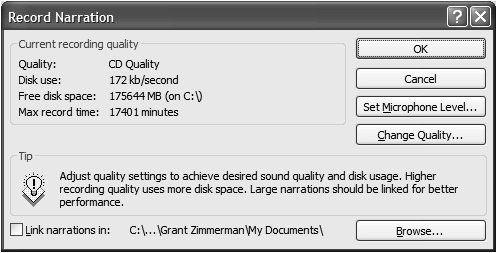 Record Narration
Current recording quality
Quality: CD Quality
Disk use: 172 kb/second
Free disk space: 175644 MB (on C:\)
Max record time: 17401 minutes
OK
Cancel
Set Microphone Level...
Change Quality...
Tip
Adjust quality settings to achieve desired sound quality and disk usage. Higher
recording quality uses more disk space. Large narrations should be linked for better
performance.
Link narrations in: C:\...\Grant Zimmerman\My Documents\
Browse...